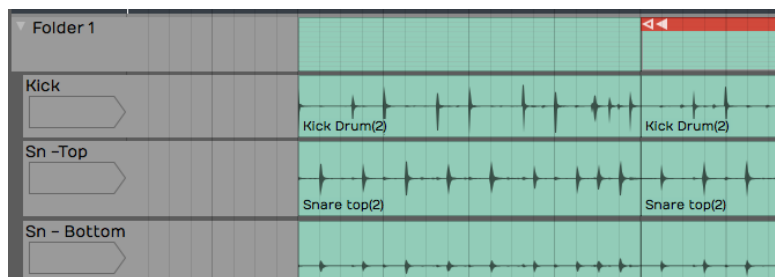 Folder 1
Kick
Kick Drum(2)
Kick Drum(2)
Sn -Top
Snare top(2)
Snare top(2)
Sn - Bottom